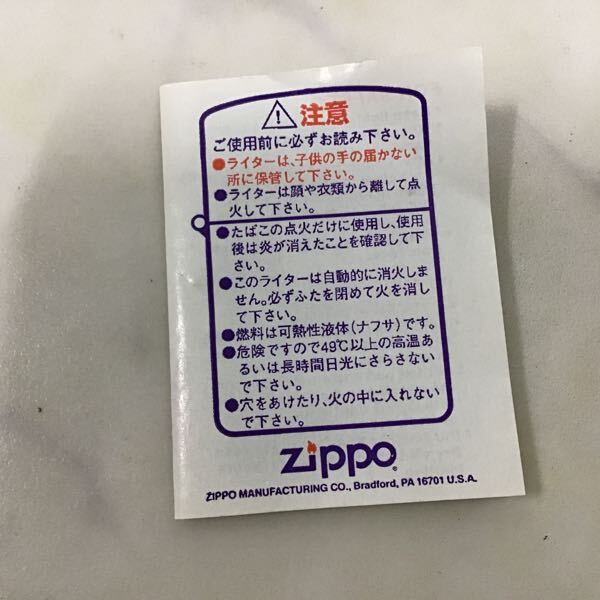 注意
ご使用前に必ずお読み下さい。
●ライターは、子供の手の届かない
所に保管して下さい。
●ライターは顔や衣類から離して点
火して下さい。
●たばこの点火だけに使用し、使用
後は炎が消えたことを確認して下
さい。
●このライターは自動的に消火しま
せん。必ずふたを閉めて火を消し
て下さい。
●燃料は可熱性液体(ナフサ)です。
●危険ですので49℃以上の高温あ
るいは長時間日光にさらさない
で下さい。
●穴をあけたり、火の中に入れない
で下さい。
zippo®
ZIPPO MANUFACTURING CO., Bradford, PA 16701 U.S.A.